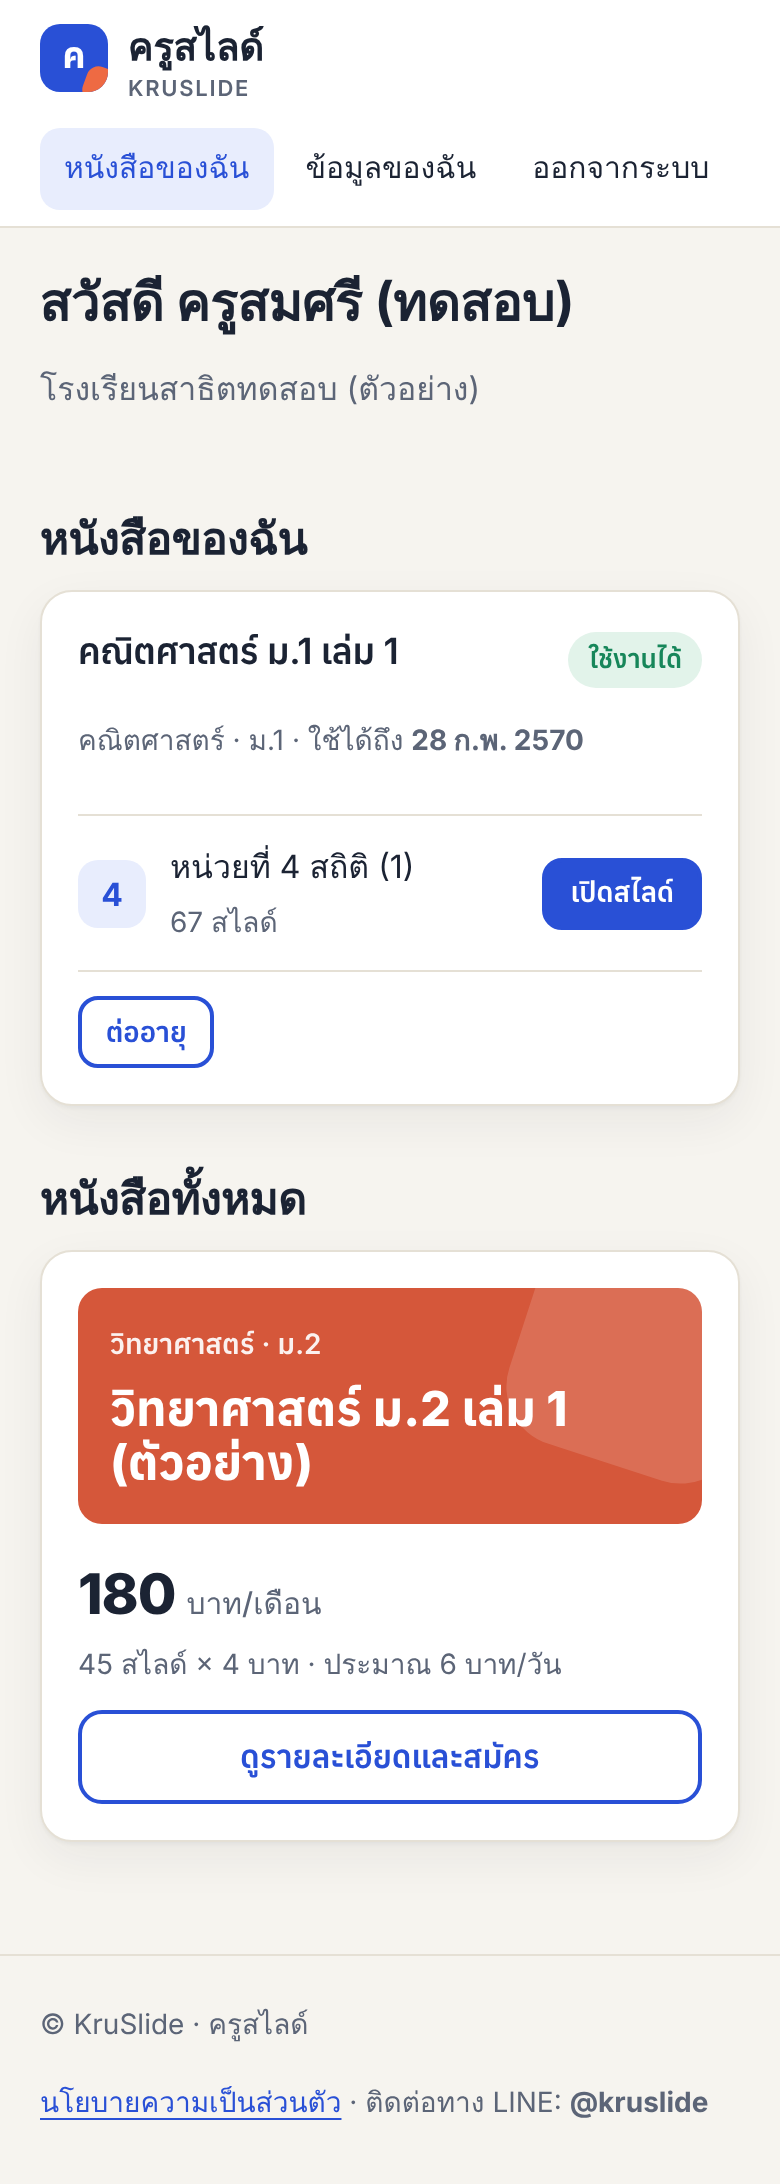 ค
ครูสไลด์
KRUSLIDE
หนังสือของฉัน ข้อมูลของฉัน ออกจากระบบ
สวัสดี ครูสมศรี (ทดสอบ)
โรงเรียนสาธิตทดสอบ (ตัวอย่าง)
หนังสือของฉัน
คณิตศาสตร์ ม.1 เล่ม 1
ใช้งานได้
คณิตศาสตร์ · ม.1 · ใช้ได้ถึง 28 ก.พ. 2570
4
หน่วยที่ 4 สถิติ (1)
67 สไลด์
เปิดสไลด์
ต่ออายุ
หนังสือทั้งหมด
วิทยาศาสตร์ · ม.2
วิทยาศาสตร์ ม.2 เล่ม 1
(ตัวอย่าง)
180 บาท/เดือน
45 สไลด์ × 4 บาท · ประมาณ 6 บาท/วัน
ดูรายละเอียดและสมัคร
© KruSlide · ครูสไลด์
นโยบายความเป็นส่วนตัว · ติดต่อทาง LINE: @kruslide